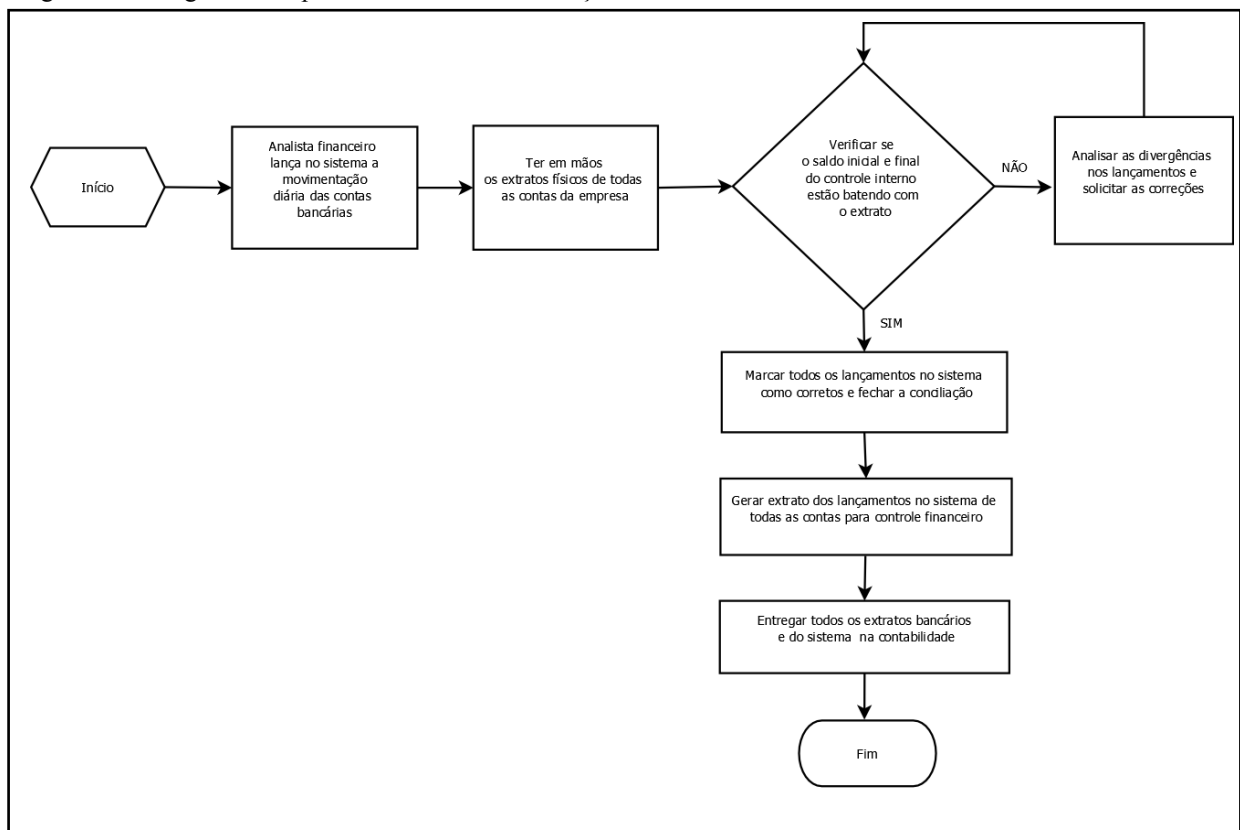 Início
Analista financeiro
lança no sistema a
movimentação
diária das contas
bancárias
Ter em mãos
os extratos físicos de todas
as contas da empresa
Verificar se
o saldo inicial e final
do controle interno
estão batendo com
o extrato
NÃO
Analisar as divergências
nos lançamentos e
solicitar as correções
SIM
Marcar todos os lançamentos no sistema
como corretos e fechar a conciliação
Gerar extrato dos lançamentos no sistema de
todas as contas para controle financeiro
Entregar todos os extratos bancários
e do sistema na contabilidade
Fim